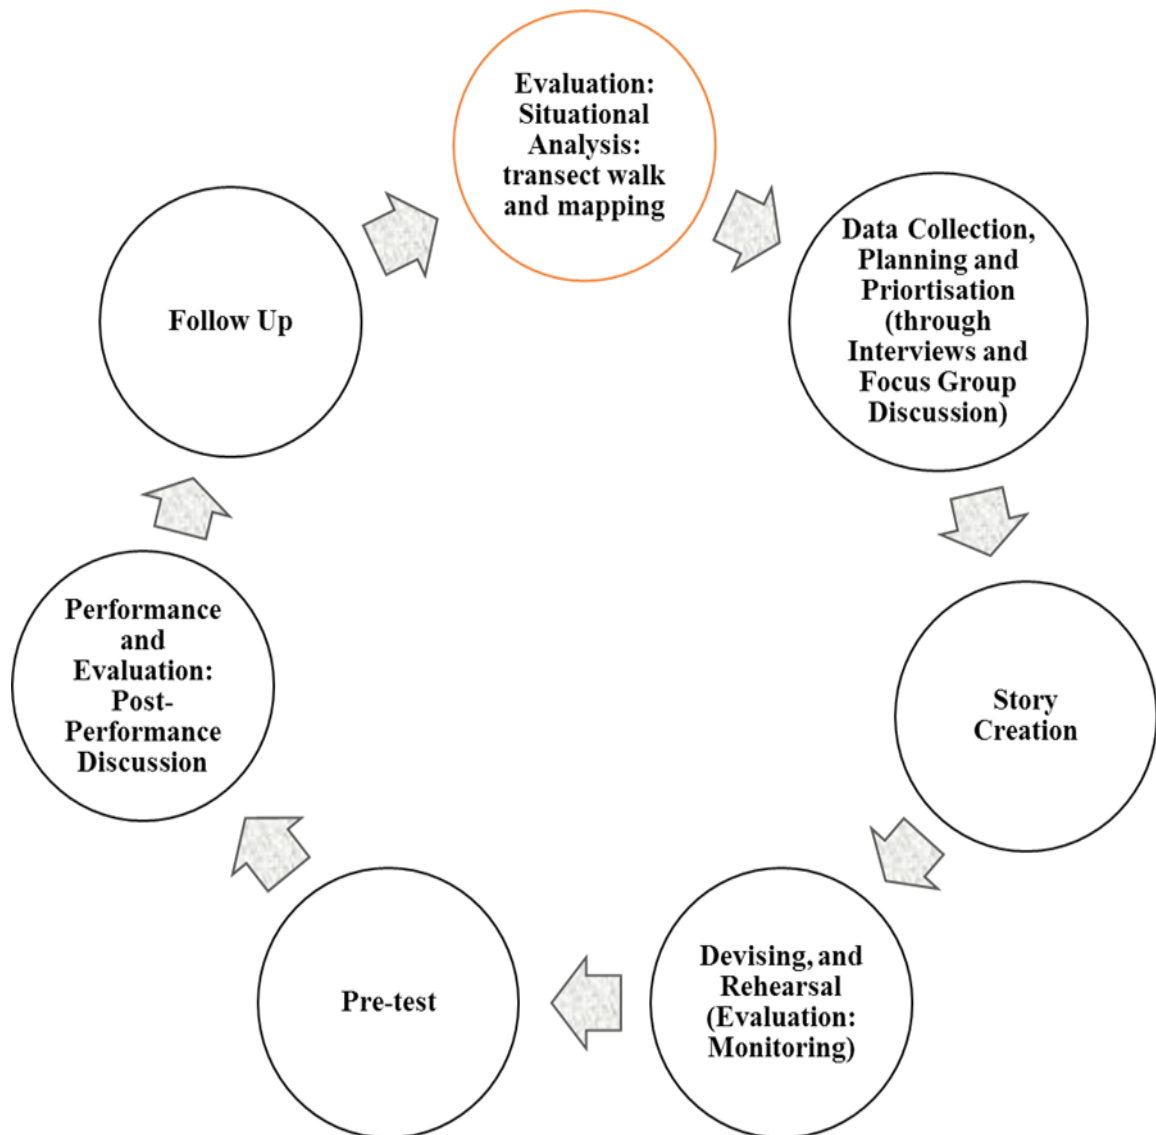 Evaluation:
Situational
Analysis:
transect walk
and mapping
Data Collection,
Planning and
Priortisation
(through
Interviews and
Focus Group
Discussion)
Story
Creation
Devising, and
Rehearsal
(Evaluation:
Monitoring)
Pre-test
Performance
and
Evaluation:
Post-
Performance
Discussion
Follow Up